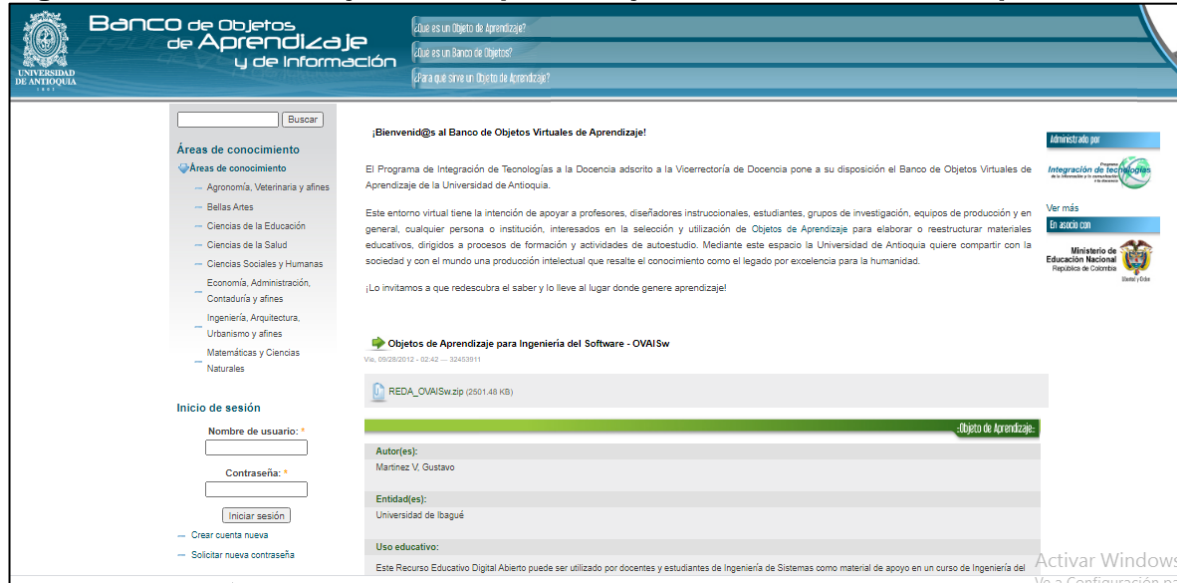 Banco de Objetos
de Aprendizaje
y de Información
UNIVERSIDAD
DE ANTIOQUIA
1803
¿Que es un Objeto de Aprendizaje?
¿Que es un Banco de Objetos?
¿Para qué sirve un Objeto de Aprendizaje?
Buscar
Áreas de conocimiento
Áreas de conocimiento
Agronomía, Veterinaria y afines
Bellas Artes
Ciencias de la Educación
Ciencias de la Salud
Ciencias Sociales y Humanas
Economía, Administración,
Contaduría y afines
Ingeniería, Arquitectura,
Urbanismo y afines
Matemáticas y Ciencias
Naturales
Inicio de sesión
Nombre de usuario: *
Contraseña: *
Iniciar sesión
Crear cuenta nueva
Solicitar nueva contraseña
¡Bienvenid@s al Banco de Objetos Virtuales de Aprendizaje!
El Programa de Integración de Tecnologías a la Docencia adscrito a la Vicerrectoría de Docencia pone a su disposición el Banco de Objetos Virtuales de
Aprendizaje de la Universidad de Antioquia.
Este entorno virtual tiene la intención de apoyar a profesores, diseñadores instruccionales, estudiantes, grupos de investigación, equipos de producción y en
general, cualquier persona o institución, interesados en la selección y utilización de Objetos de Aprendizaje para elaborar o reestructurar materiales
educativos, dirigidos a procesos de formación y actividades de autoestudio. Mediante este espacio la Universidad de Antioquia quiere compartir con la
sociedad y con el mundo una producción intelectual que resalte el conocimiento como el legado por excelencia para la humanidad.
¡Lo invitamos a que redescubra el saber y lo lleve al lugar donde genere aprendizaje!
Objetos de Aprendizaje para Ingeniería del Software - OVAISw
Vie, 09/28/2012 - 02:42 — 32453911
REDA_OVAISw.zip (2501.48 KB)
:Objeto de Aprendizaje:
Autor(es):
Martinez V, Gustavo
Entidad(es):
Universidad de Ibagué
Uso educativo:
Este Recurso Educativo Digital Abierto puede ser utilizado por docentes y estudiantes de Ingeniería de Sistemas como material de apoyo en un curso de Ingeniería del
Administrado por
Programa
Integración de tecnologías
Ver más
En asocio con
Ministerio de
Educación Nacional
República de Colombia
Activar Windows